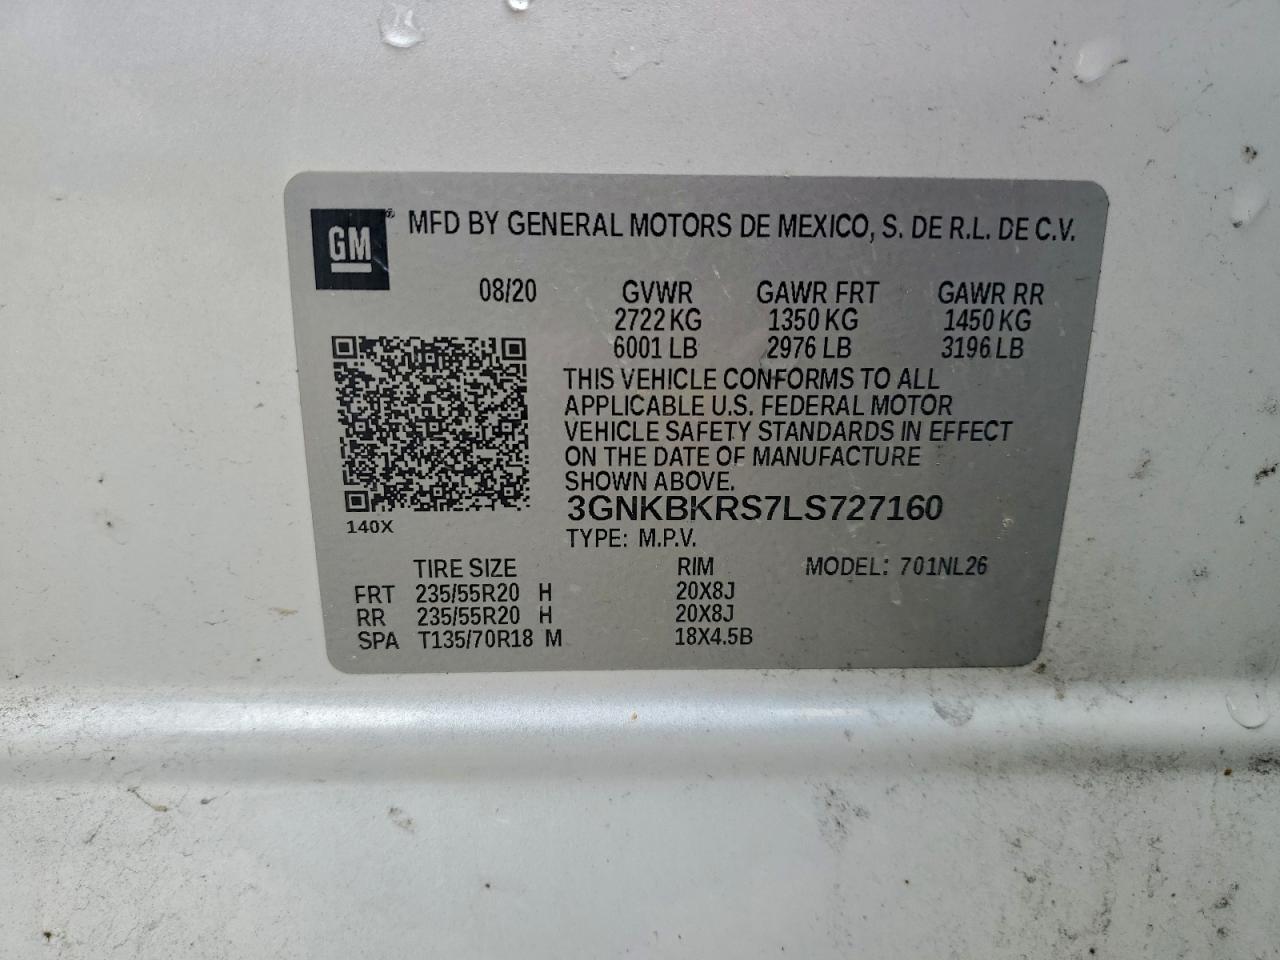 GM® MFD BY GENERAL MOTORS DE MEXICO, S. DE R.L. DE C.V.
08/20 GVWR GAWR FRT GAWR RR
2722 KG 1350 KG 1450 KG
6001 LB 2976 LB 3196 LB
THIS VEHICLE CONFORMS TO ALL
APPLICABLE U.S. FEDERAL MOTOR
VEHICLE SAFETY STANDARDS IN EFFECT
ON THE DATE OF MANUFACTURE
SHOWN ABOVE.
3GNKBKRS7LS727160
140X
TYPE: M.P.V.
TIRE SIZE RIM MODEL: 701NL26
FRT 235/55R20 H 20X8J
RR 235/55R20 H 20X8J
SPA T135/70R18 M 18X4.5B